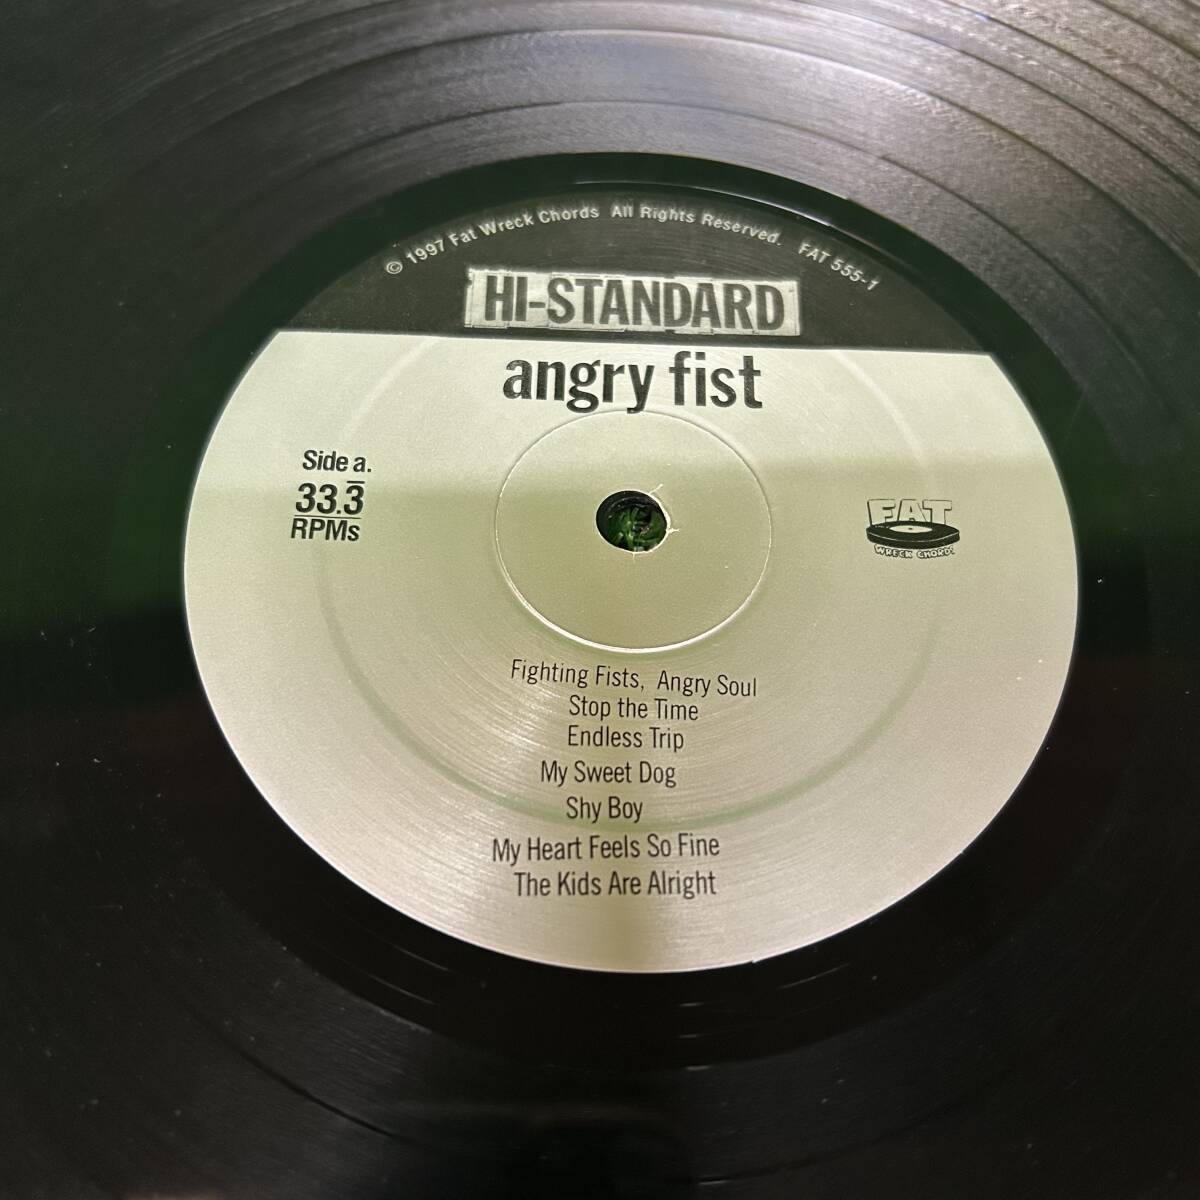 © 1997 Fat Wreck Chords All Rights Reserved. FAT 555-1
HI-STANDARD
angry fist
Side a.
33.3̅
RPMs
FAT
WRECK CHORDS
Fighting Fists, Angry Soul
Stop the Time
Endless Trip
My Sweet Dog
Shy Boy
My Heart Feels So Fine
The Kids Are Alright